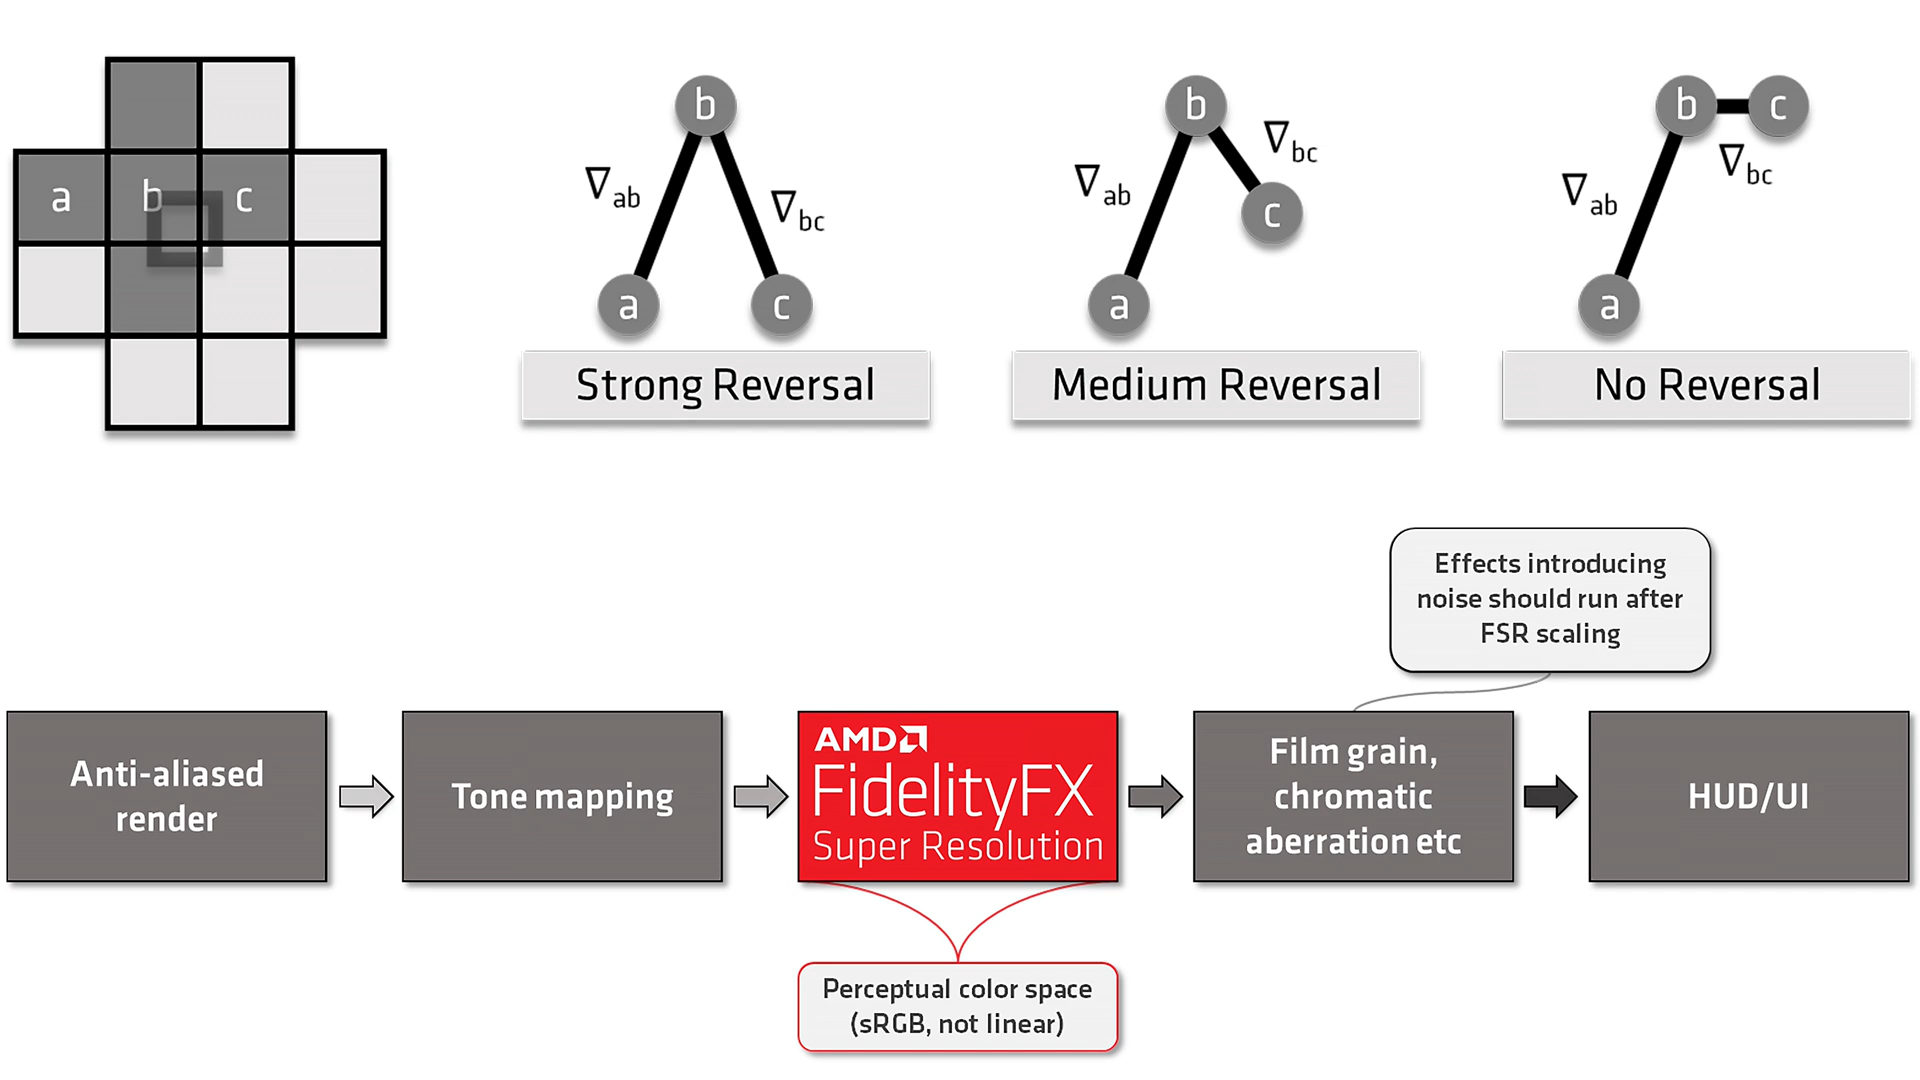 a b c
b
∇ab
∇bc
a
c
Strong Reversal
b
∇bc
∇ab
c
a
Medium Reversal
b
c
∇bc
∇ab
a
No Reversal
Effects introducing
noise should run after
FSR scaling
Anti-aliased
render
Tone mapping
AMD
FidelityFX
Super Resolution
Film grain,
chromatic
aberration etc
HUD/UI
Perceptual color space
(sRGB, not linear)